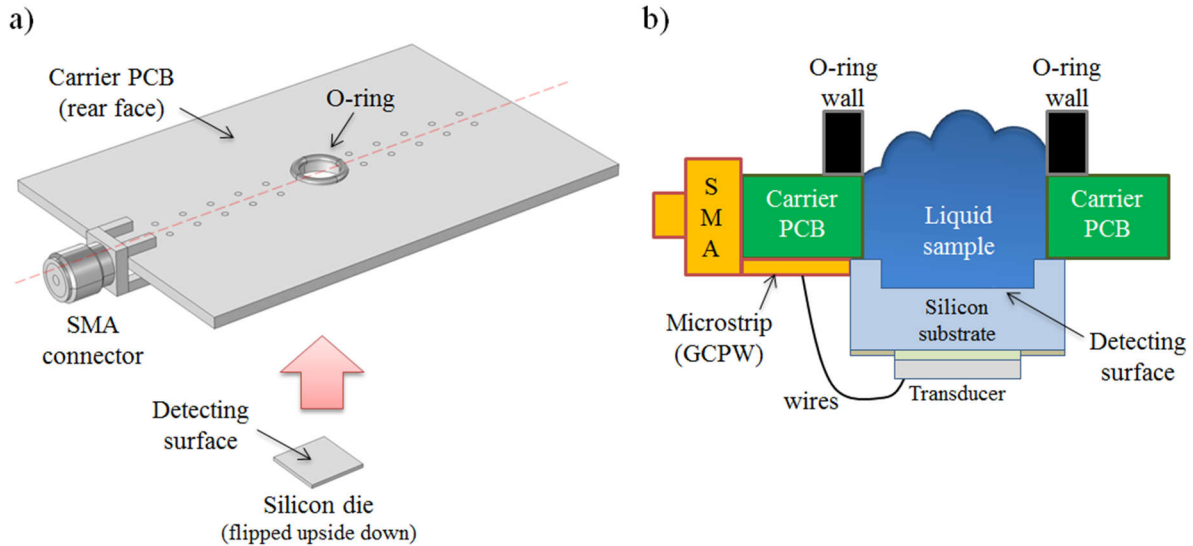 a)
Carrier PCB
(rear face)
O-ring
SMA
connector
Detecting
surface
Silicon die
(flipped upside down)
b)
O-ring
wall
O-ring
wall
S
M
A
Carrier
PCB
Liquid
sample
Carrier
PCB
Microstrip
(GCPW)
Silicon
substrate
Detecting
surface
wires
Transducer